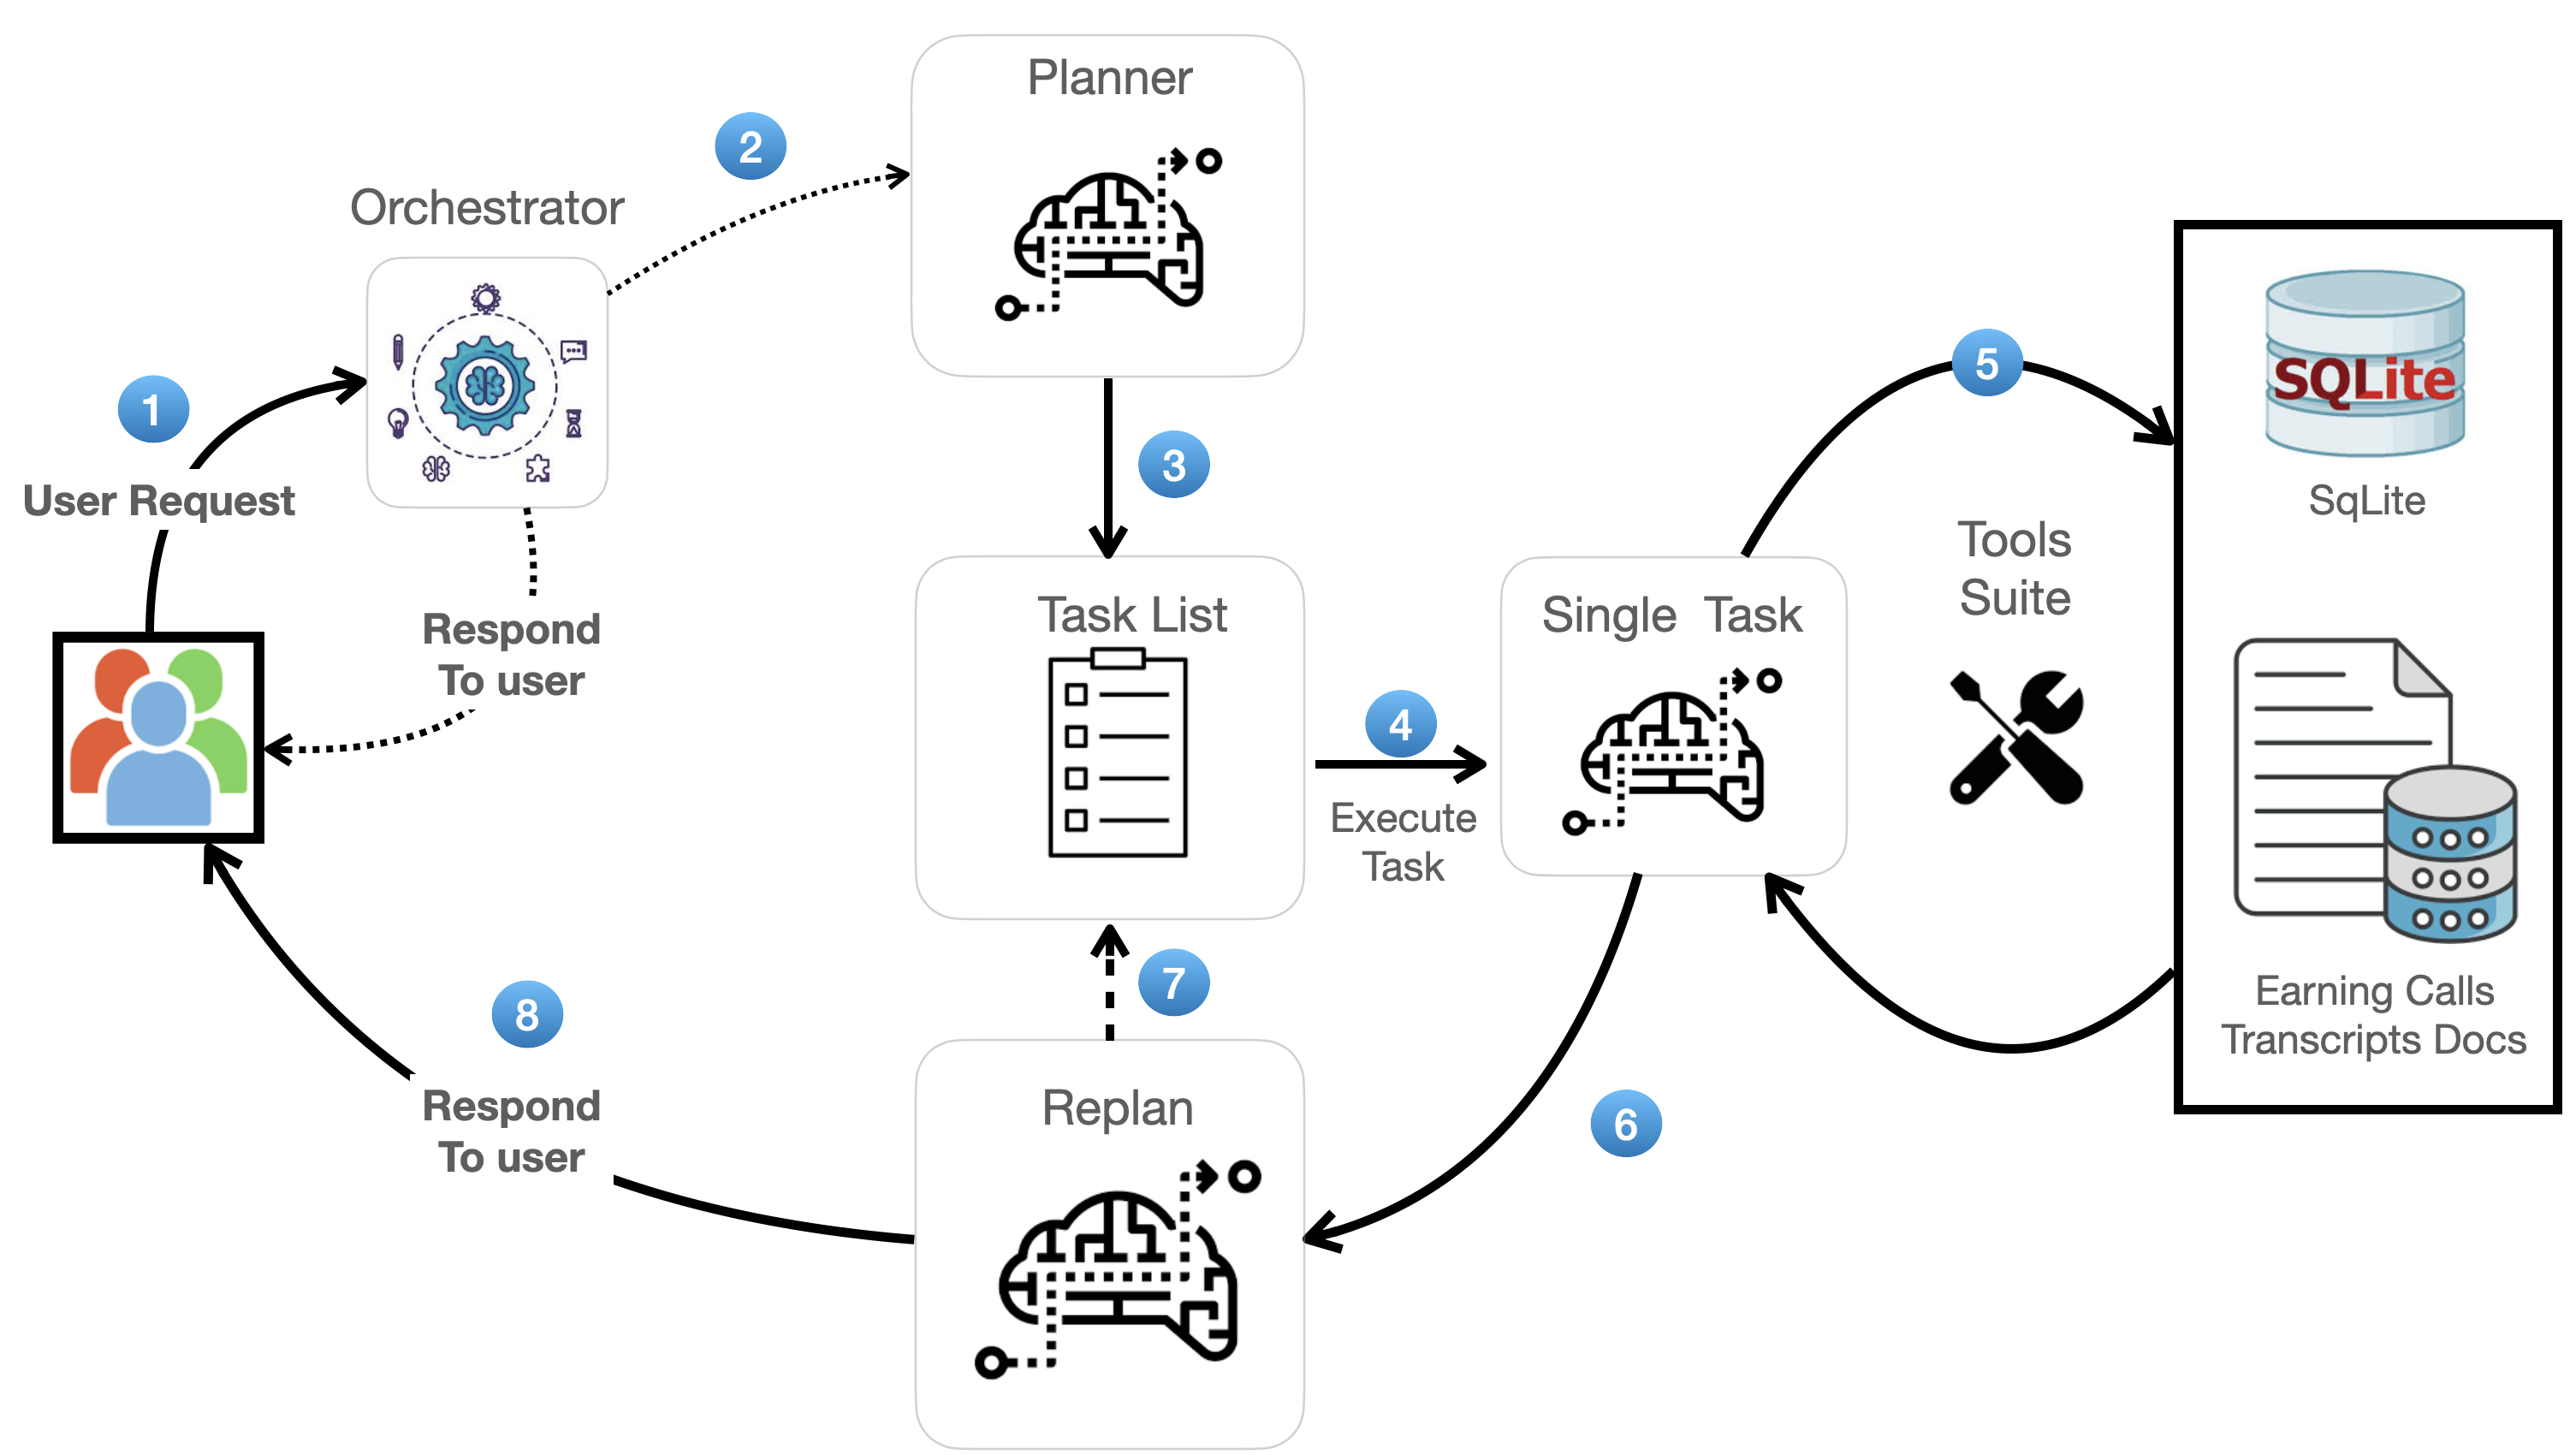 Planner
2
Orchestrator
1
User Request
Respond
To user
3
Task List
4
Execute
Task
Single Task
5
Tools
Suite
SQLite
SqLite
Earning Calls
Transcripts Docs
6
7
Replan
8
Respond
To user